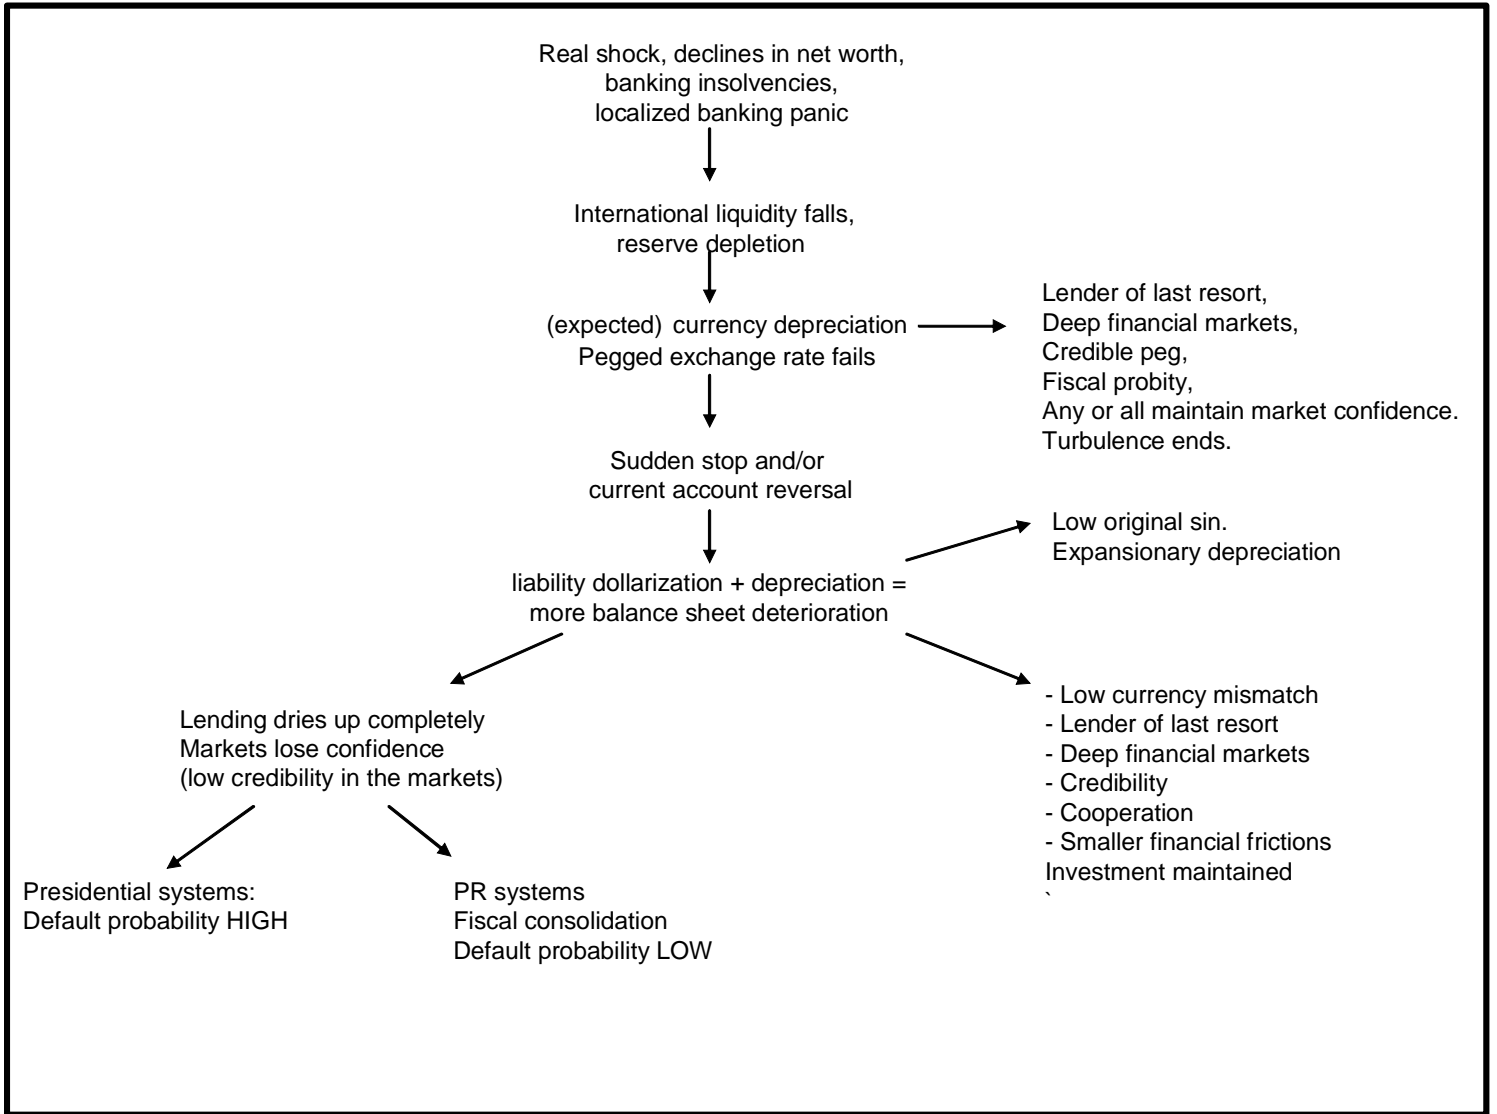 Real shock, declines in net worth,
banking insolvencies,
localized banking panic
International liquidity falls,
reserve depletion
(expected) currency depreciation
Pegged exchange rate fails
Lender of last resort,
Deep financial markets,
Credible peg,
Fiscal probity,
Any or all maintain market confidence.
Turbulence ends.
Sudden stop and/or
current account reversal
Low original sin.
Expansionary depreciation
liability dollarization + depreciation =
more balance sheet deterioration
- Low currency mismatch
- Lender of last resort
- Deep financial markets
- Credibility
- Cooperation
- Smaller financial frictions
Investment maintained
`
Lending dries up completely
Markets lose confidence
(low credibility in the markets)
Presidential systems:
Default probability HIGH
PR systems
Fiscal consolidation
Default probability LOW